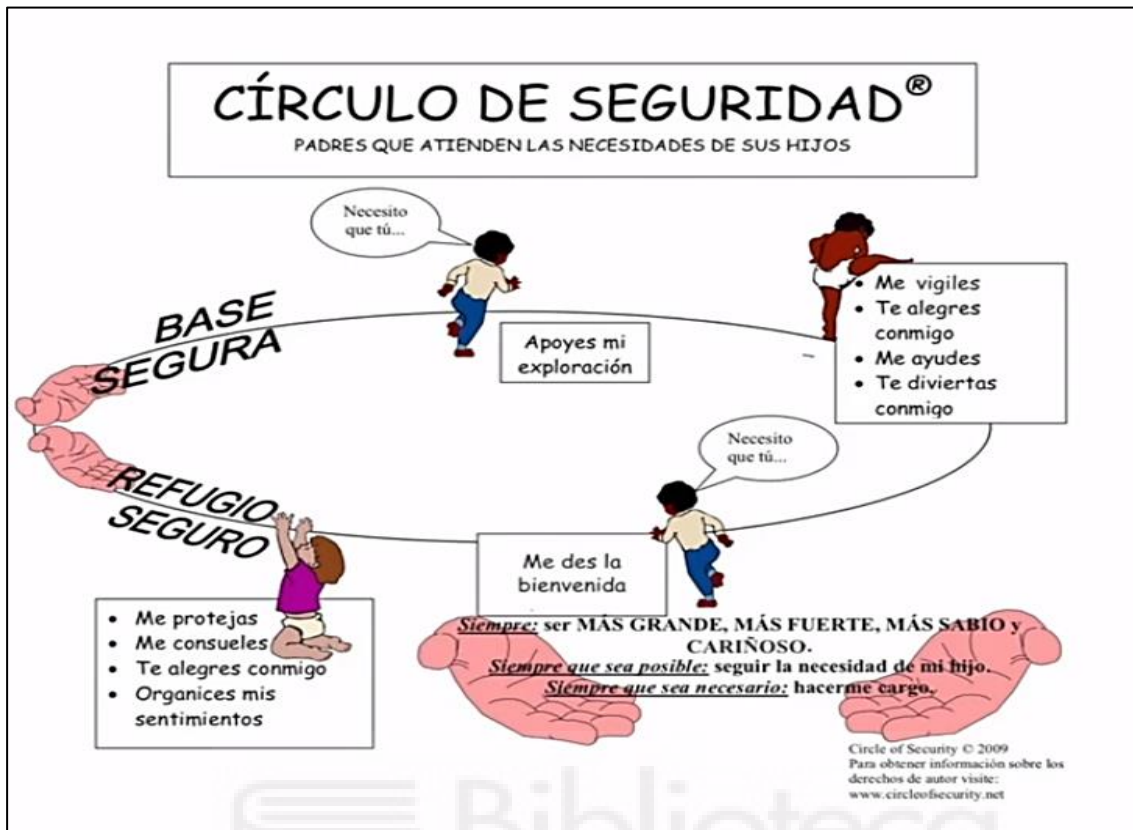 CÍRCULO DE SEGURIDAD®
PADRES QUE ATIENDEN LAS NECESIDADES DE SUS HIJOS
Necesito
que tú...
BASE
SEGURA
Apoyes mi
exploración
• Me vigiles
• Te alegres
conmigo
• Me ayudes
• Te diviertas
conmigo
Necesito
que tú...
REFUGIO
SEGURO
Me des la
bienvenida
• Me protejas
• Me consueles
• Te alegres conmigo
• Organices mis
sentimientos
Siempre: ser MÁS GRANDE, MÁS FUERTE, MÁS SABIO y
CARIÑOSO.
Siempre que sea posible: seguir la necesidad de mi hijo.
Siempre que sea necesario: hacerme cargo.
Circle of Security © 2009
Para obtener información sobre los
derechos de autor visite:
www.circleofsecurity.net
Biblioteca